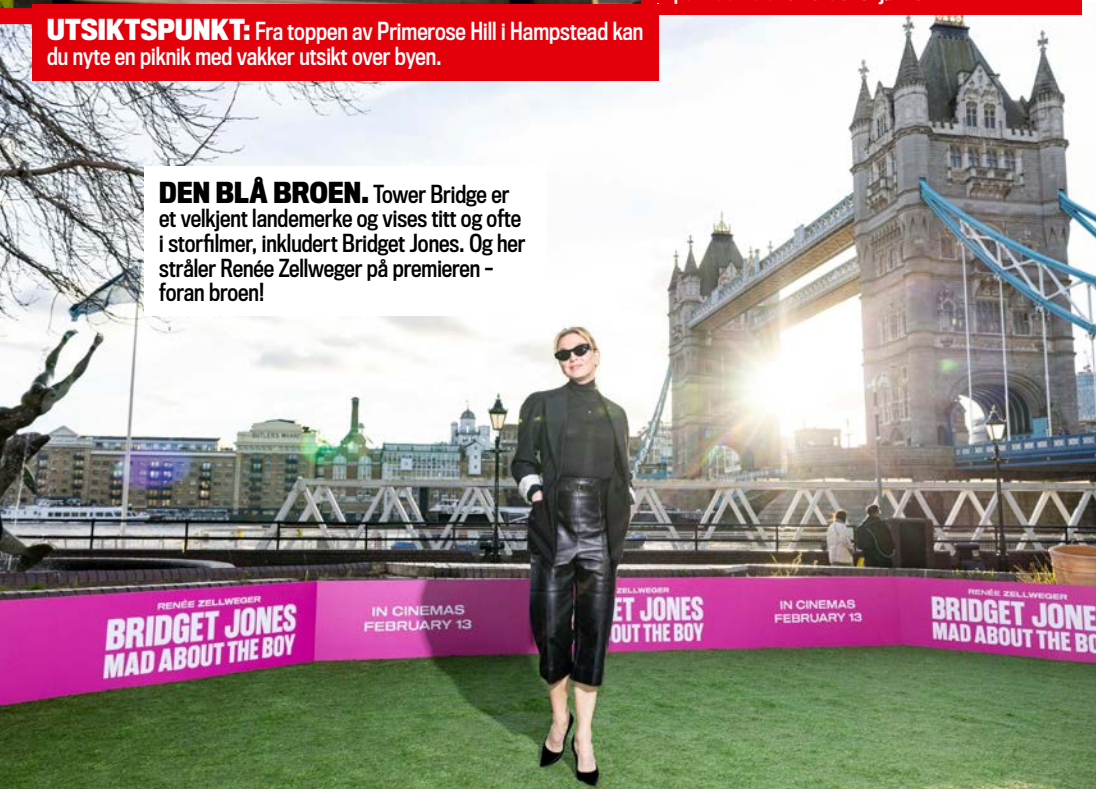 UTSIKTSPUNKT: Fra toppen av Primerose Hill i Hampstead kan
du nyte en piknik med vakker utsikt over byen.
DEN BLÅ BROEN. Tower Bridge er
et velkjent landemerke og vises titt og ofte
i storfilmer, inkludert Bridget Jones. Og her
stråler Renée Zellweger på premieren –
foran broen!
BUTLERS WHARF
RENÉE ZELLWEGER
BRIDGET JONES
MAD ABOUT THE BOY
IN CINEMAS
FEBRUARY 13
ZELLWEGER
ET JONES
OUT THE BOY
IN CINEMAS
FEBRUARY 13
RENÉE ZELLWEGER
BRIDGET JONE
MAD ABOUT THE BO